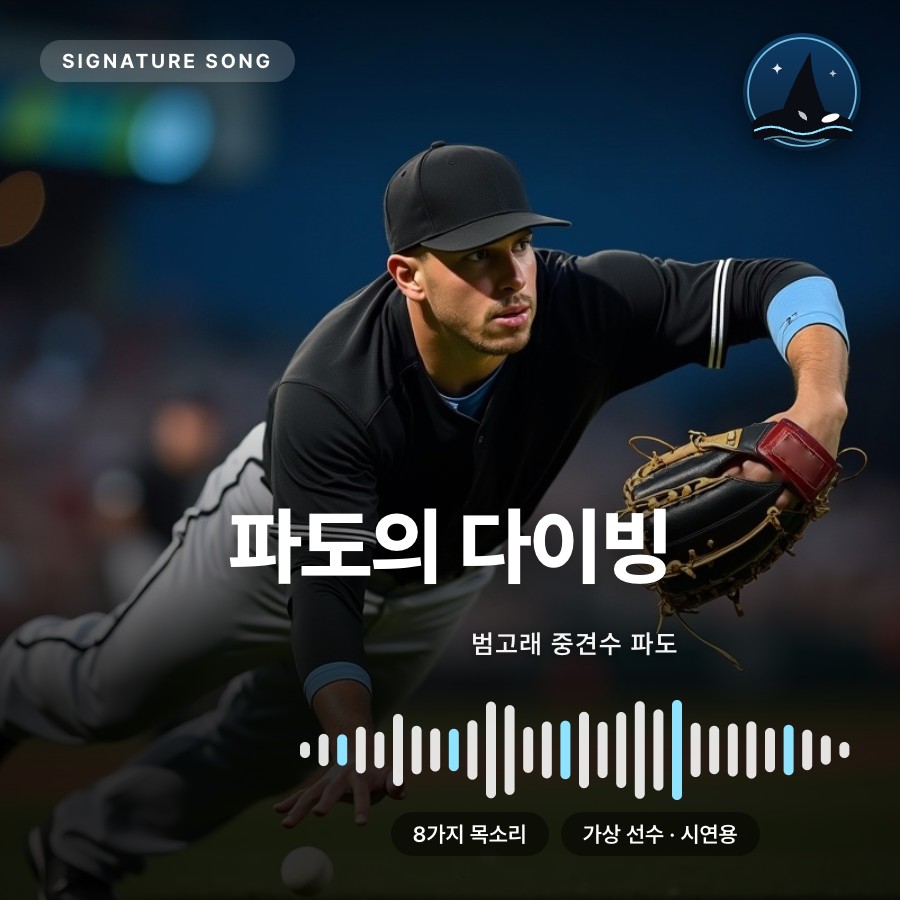 SIGNATURE SONG
파도의 다이빙
범고래 중견수 파도
8가지 목소리
가상 선수 · 시연용